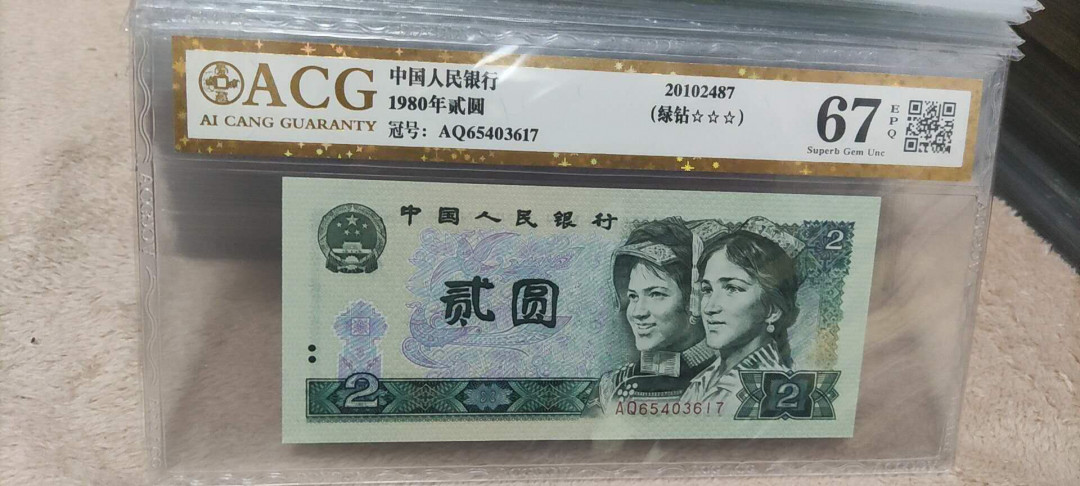 ACG
AI CANG GUARANTY
中国人民银行
1980年贰圆
冠号：AQ65403617
20102487
(绿钻☆☆☆)
67
EPQ
Superb Gem Unc
中国人民银行
贰圆
2
2
AQ65403617
2